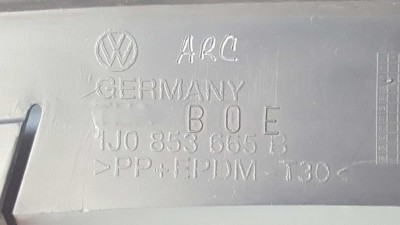 ARC
GERMANY
B O E
1J0 853 665 B
>PP+EPDM-T30<